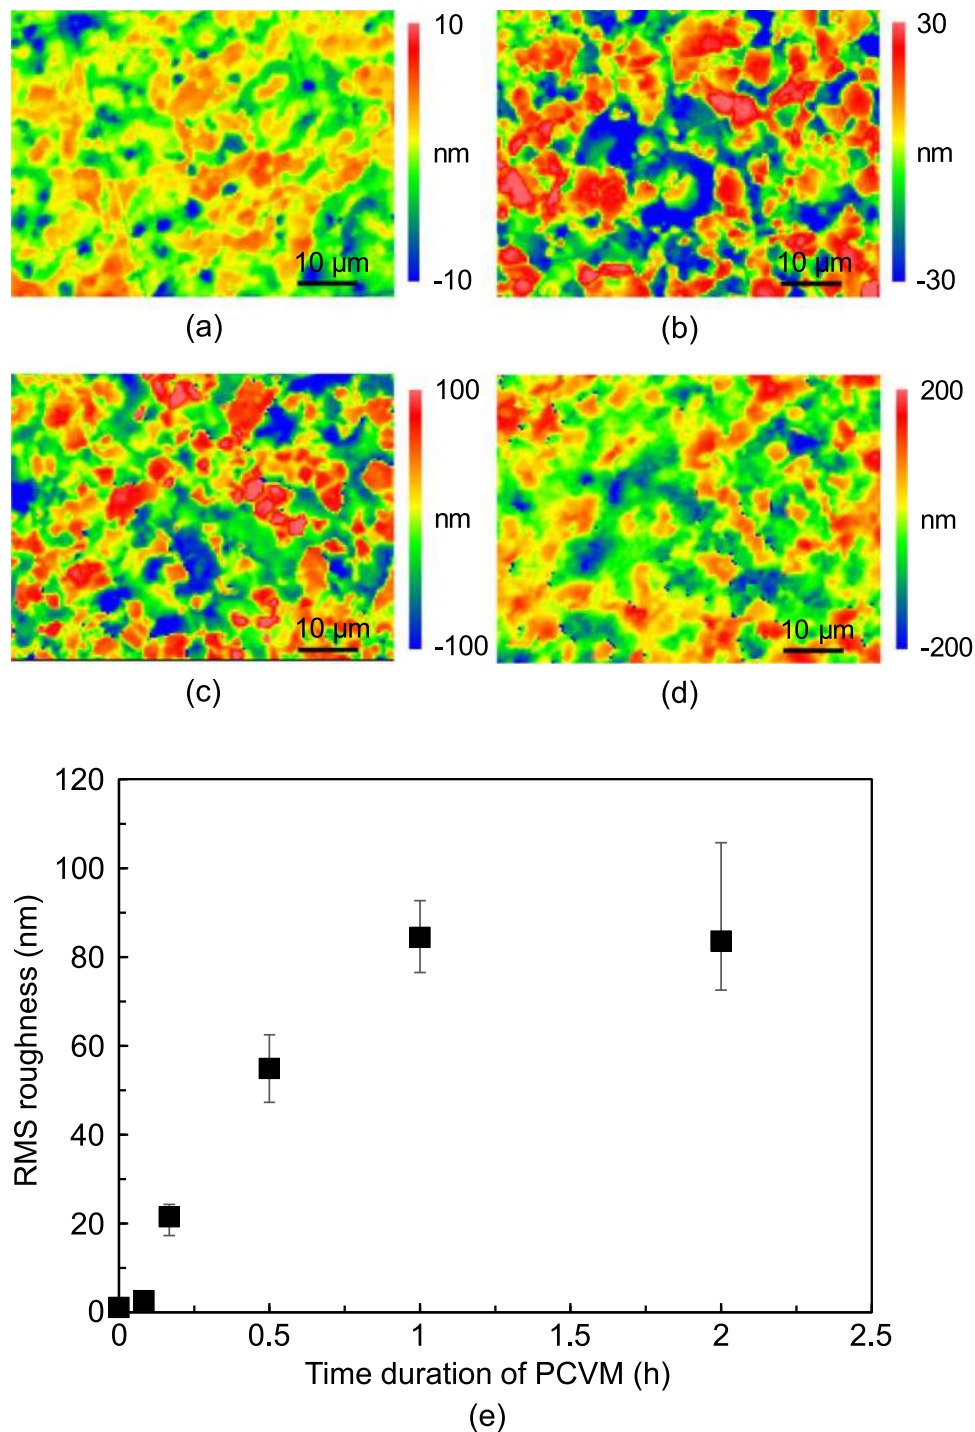 10
nm
-10
10 µm
(a)
30
nm
-30
10 µm
(b)
100
nm
-100
10 µm
(c)
200
nm
-200
10 µm
(d)
120
100
80
60
40
20
0
RMS roughness (nm)
0 0.5 1 1.5 2 2.5
Time duration of PCVM (h)
(e)